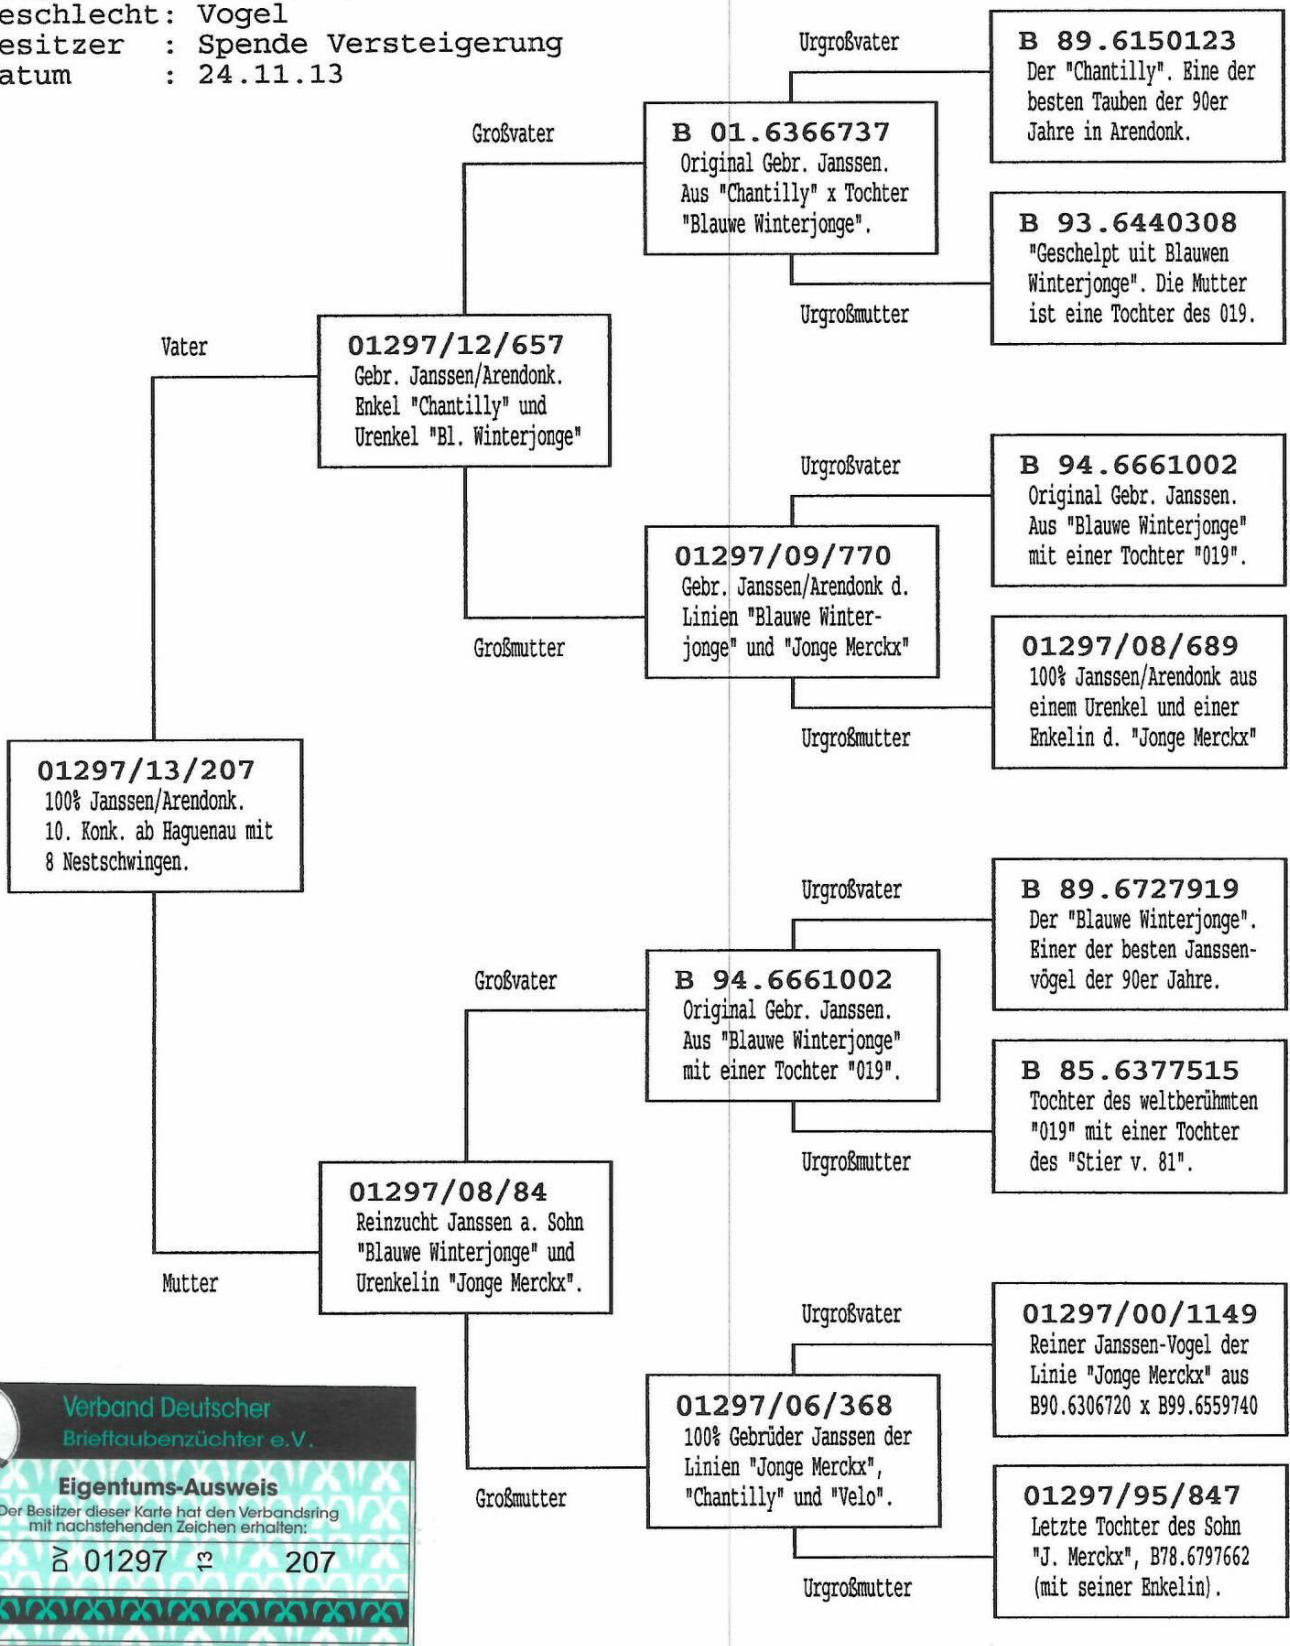 eschlecht: Vogel
esitzer : Spende Versteigerung
atum : 24.11.13
Urgroßvater
B 89.6150123
Der "Chantilly". Eine der
besten Tauben der 90er
Jahre in Arendonk.
Großvater
B 01.6366737
Original Gebr. Janssen.
Aus "Chantilly" x Tochter
"Blauwe Winterjonge".
B 93.6440308
"Geschelpt uit Blauwen
Winterjonge". Die Mutter
ist eine Tochter des 019.
Urgroßmutter
Vater
01297/12/657
Gebr. Janssen/Arendonk.
Enkel "Chantilly" und
Urenkel "Bl. Winterjonge"
Urgroßvater
B 94.6661002
Original Gebr. Janssen.
Aus "Blauwe Winterjonge"
mit einer Tochter "019".
01297/09/770
Gebr. Janssen/Arendonk d.
Linien "Blauwe Winter-
jonge" und "Jonge Merckx"
Großmutter
01297/08/689
100% Janssen/Arendonk aus
einem Urenkel und einer
Enkelin d. "Jonge Merckx"
Urgroßmutter
01297/13/207
100% Janssen/Arendonk.
10. Konk. ab Haguenau mit
8 Nestschwingen.
Urgroßvater
B 89.6727919
Der "Blauwe Winterjonge".
Einer der besten Janssen-
vögel der 90er Jahre.
Großvater
B 94.6661002
Original Gebr. Janssen.
Aus "Blauwe Winterjonge"
mit einer Tochter "019".
B 85.6377515
Tochter des weltberühmten
"019" mit einer Tochter
des "Stier v. 81".
Urgroßmutter
01297/08/84
Reinzucht Janssen a. Sohn
"Blauwe Winterjonge" und
Urenkelin "Jonge Merckx".
Mutter
Urgroßvater
01297/00/1149
Reiner Janssen-Vogel der
Linie "Jonge Merckx" aus
B90.6306720 x B99.6559740
01297/06/368
100% Gebrüder Janssen der
Linien "Jonge Merckx",
"Chantilly" und "Velo".
Großmutter
01297/95/847
Letzte Tochter des Sohn
"J. Merckx", B78.6797662
(mit seiner Enkelin).
Urgroßmutter
Verband Deutscher
Brieftaubenzüchter e.V.
Eigentums-Ausweis
Der Besitzer dieser Karte hat den Verbandsring
mit nachstehenden Zeichen erhalten:
DV 01297 13 207